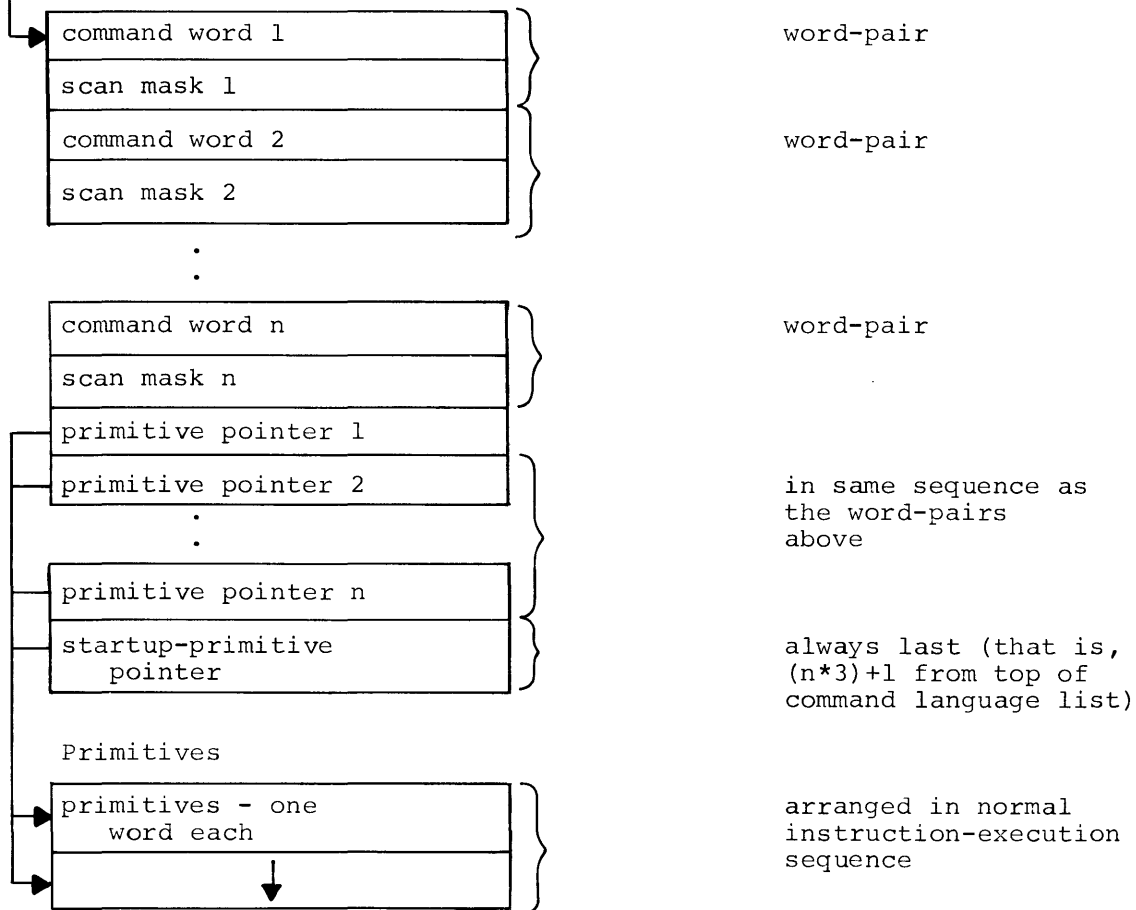 command word 1 word-pair
scan mask 1
command word 2 word-pair
scan mask 2
.
.
command word n word-pair
scan mask n
primitive pointer 1
primitive pointer 2 in same sequence as
the word-pairs
. above
.
primitive pointer n
startup-primitive always last (that is,
pointer (n*3)+1 from top of
command language list)
Primitives
primitives - one arranged in normal
word each instruction-execution
sequence